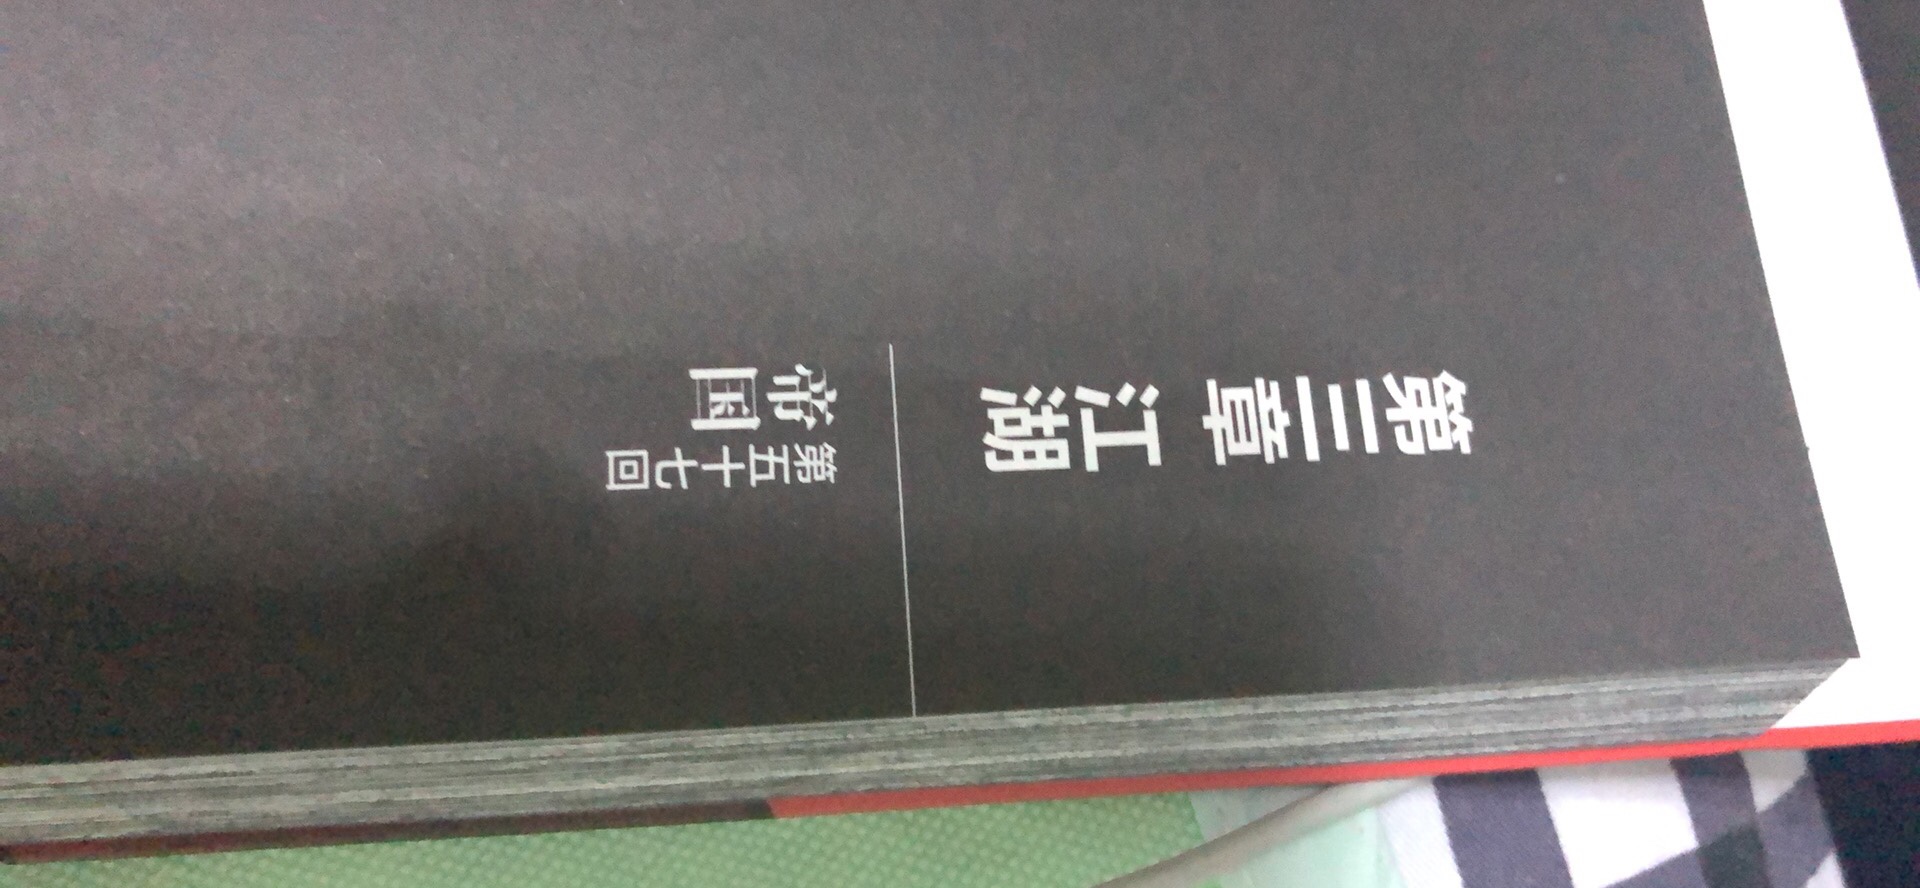 第三章 江湖
第五十七回
帝国